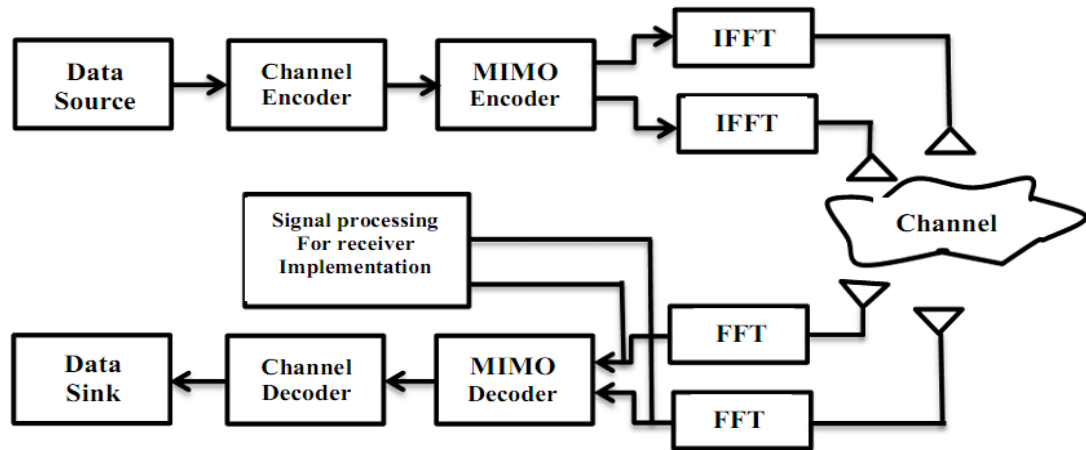 Data
Source
Channel
Encoder
MIMO
Encoder
IFFT
IFFT
Channel
Signal processing
For receiver
Implementation
Data
Sink
Channel
Decoder
MIMO
Decoder
FFT
FFT